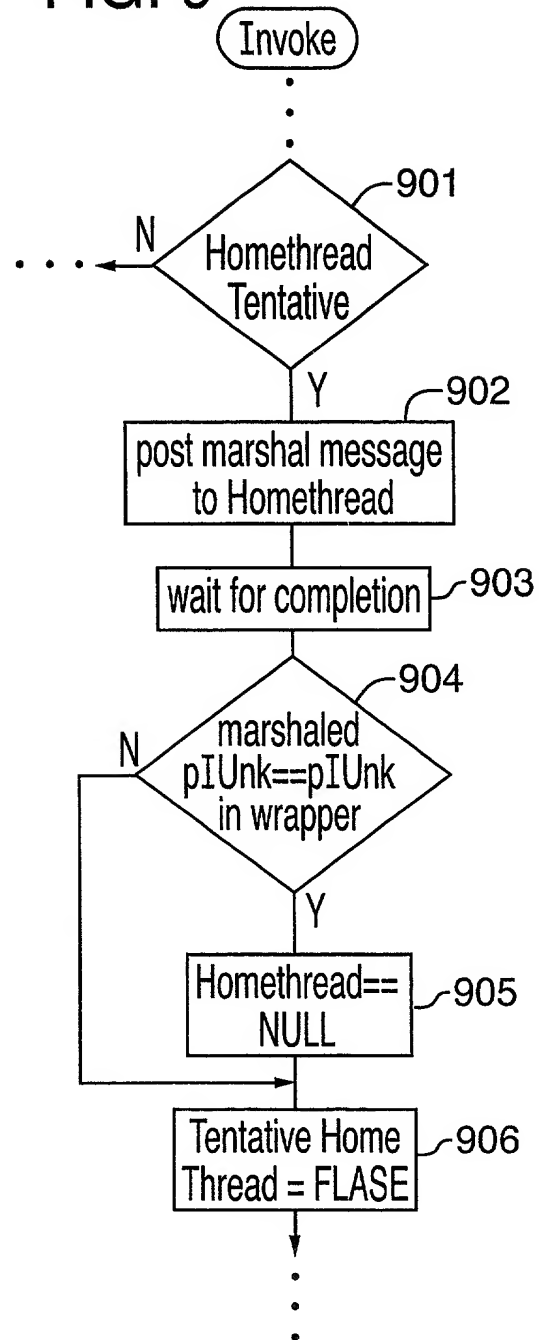 Invoke
901
N
Homethread
Tentative
Y
902
post marshal message
to Homethread
wait for completion
903
904
N
marshaled
pIUnk==pIUnk
in wrapper
Y
Homethread==
NULL
905
Tentative Home
Thread = FLASE
906